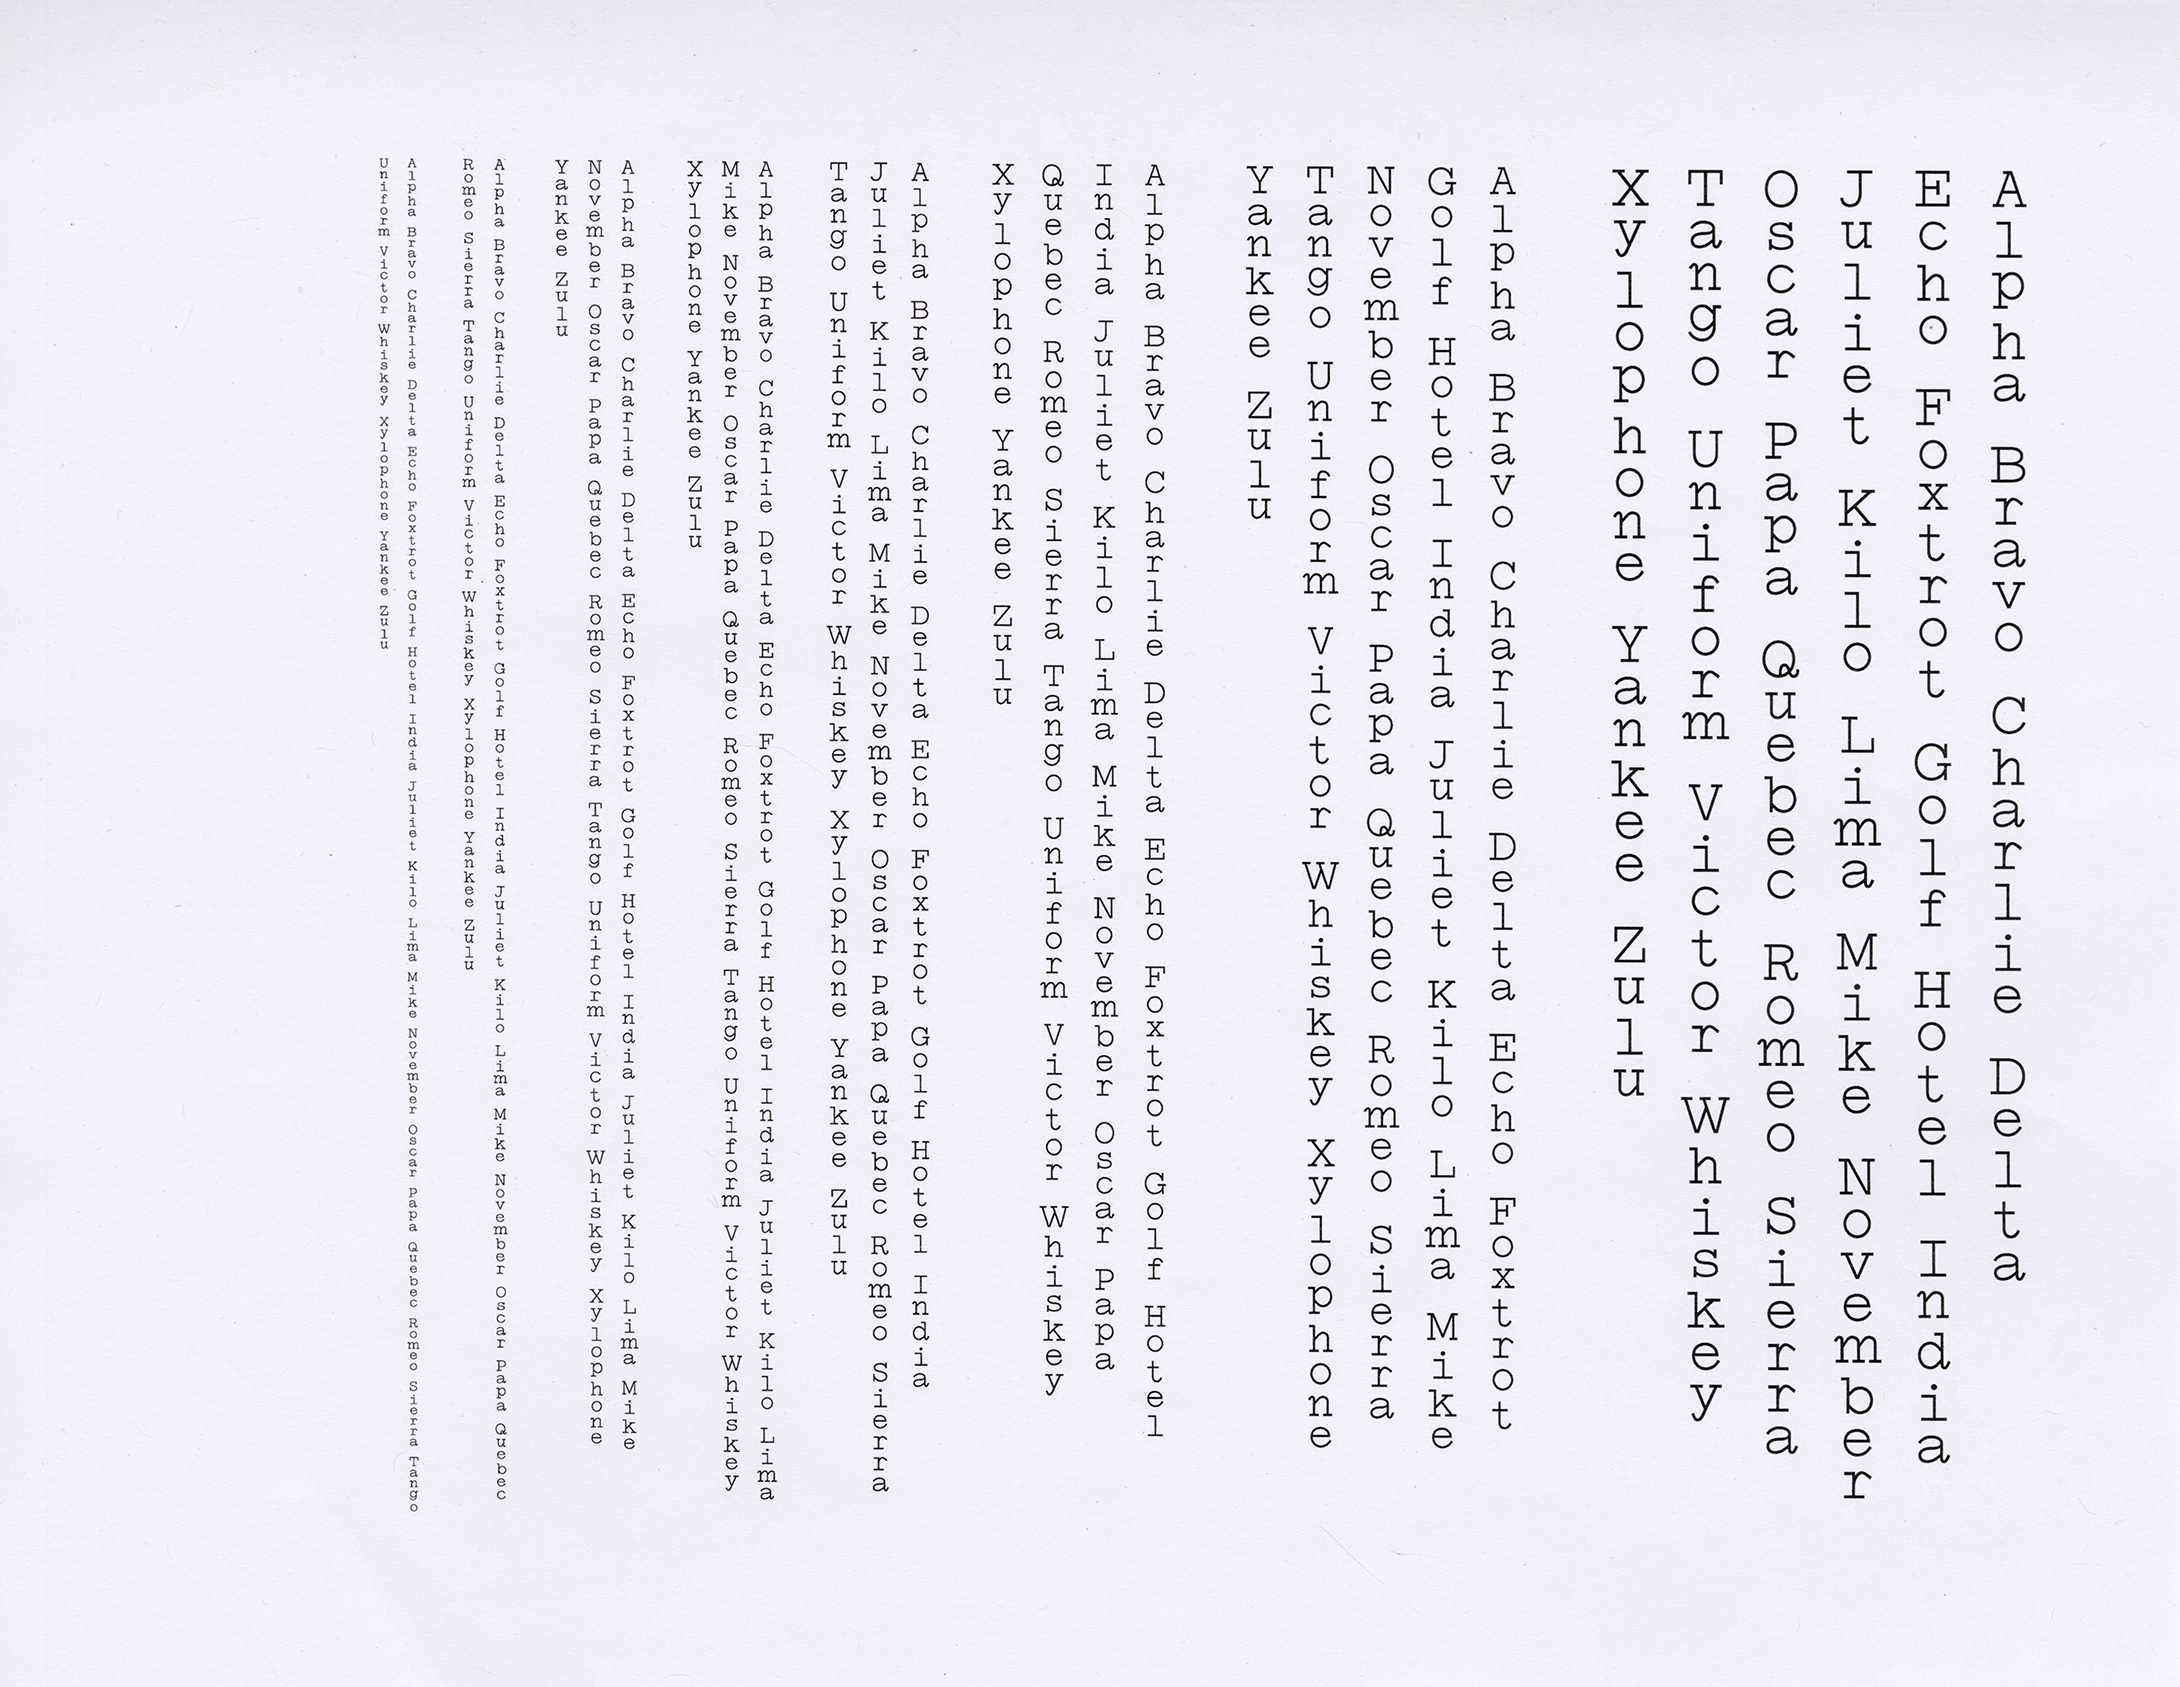 Alpha Bravo Charlie Delta
Echo Foxtrot Golf Hotel India
Juliet Kilo Lima Mike November
Oscar Papa Quebec Romeo Sierra
Tango Uniform Victor Whiskey
Xylophone Yankee Zulu
Alpha Bravo Charlie Delta Echo Foxtrot
Golf Hotel India Juliet Kilo Lima Mike
November Oscar Papa Quebec Romeo Sierra
Tango Uniform Victor Whiskey Xylophone
Yankee Zulu
Alpha Bravo Charlie Delta Echo Foxtrot Golf Hotel
India Juliet Kilo Lima Mike November Oscar Papa
Quebec Romeo Sierra Tango Uniform Victor Whiskey
Xylophone Yankee Zulu
Alpha Bravo Charlie Delta Echo Foxtrot Golf Hotel India
Juliet Kilo Lima Mike November Oscar Papa Quebec Romeo Sierra
Tango Uniform Victor Whiskey Xylophone Yankee Zulu
Alpha Bravo Charlie Delta Echo Foxtrot Golf Hotel India Juliet Kilo Lima
Mike November Oscar Papa Quebec Romeo Sierra Tango Uniform Victor Whiskey
Xylophone Yankee Zulu
Alpha Bravo Charlie Delta Echo Foxtrot Golf Hotel India Juliet Kilo Lima Mike
November Oscar Papa Quebec Romeo Sierra Tango Uniform Victor Whiskey Xylophone
Yankee Zulu
Alpha Bravo Charlie Delta Echo Foxtrot Golf Hotel India Juliet Kilo Lima Mike November Oscar Papa Quebec
Romeo Sierra Tango Uniform Victor Whiskey Xylophone Yankee Zulu
Alpha Bravo Charlie Delta Echo Foxtrot Golf Hotel India Juliet Kilo Lima Mike November Oscar Papa Quebec Romeo Sierra Tango
Uniform Victor Whiskey Xylophone Yankee Zulu